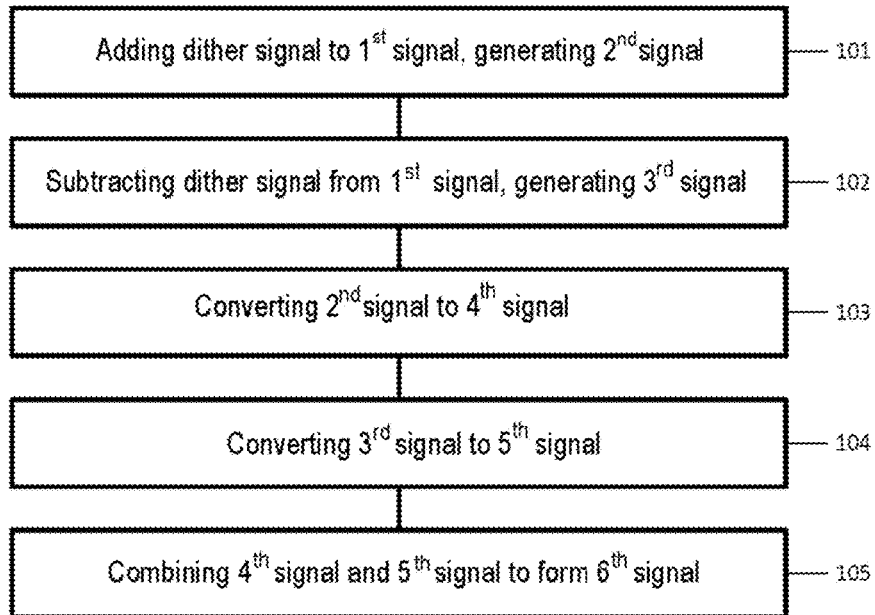 Adding dither signal to 1st signal, generating 2nd signal
101
Subtracting dither signal from 1st signal, generating 3rd signal
102
Converting 2nd signal to 4th signal
103
Converting 3rd signal to 5th signal
104
Combining 4th signal and 5th signal to form 6th signal
105